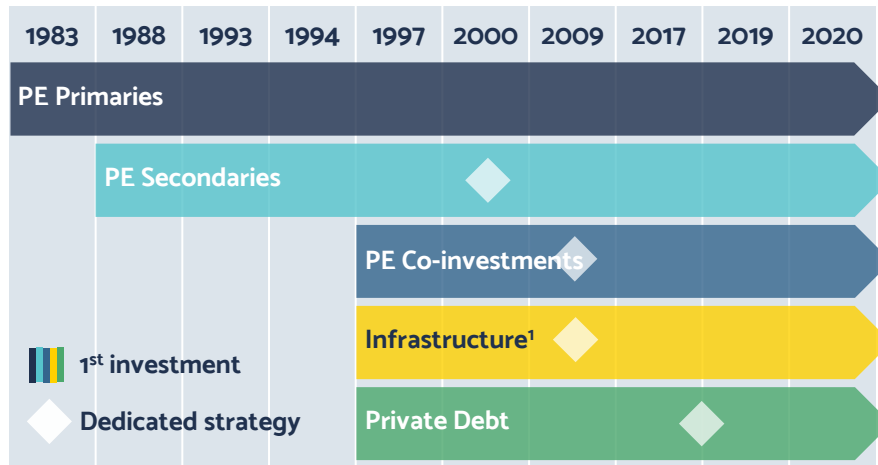 1983 1988 1993 1994 1997 2000 2009 2017 2019 2020
PE Primaries
PE Secondaries
PE Co-investments
Infrastructure¹
1st investment
Private Debt
Dedicated strategy